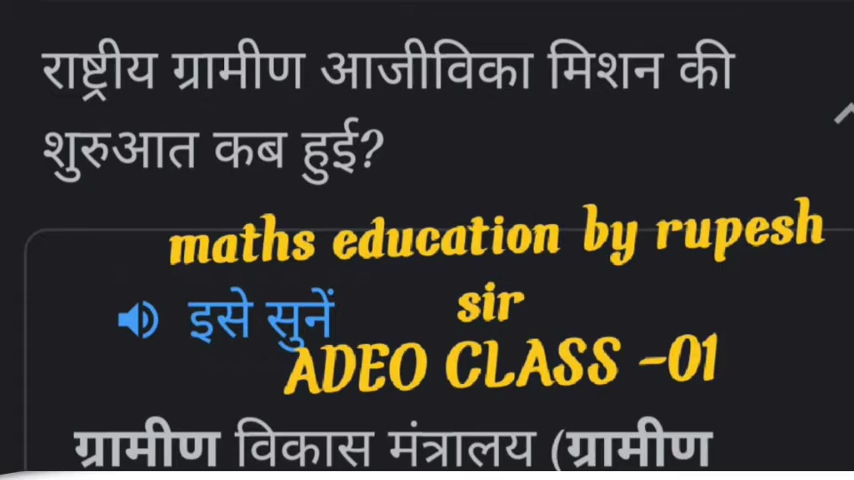 राष्ट्रीय ग्रामीण आजीविका मिशन की
शुरुआत कब हुई?
maths education by rupesh
sir
इसे सुनें
ADEO CLASS -01
ग्रामीण विकास मंत्रालय (ग्रामीण